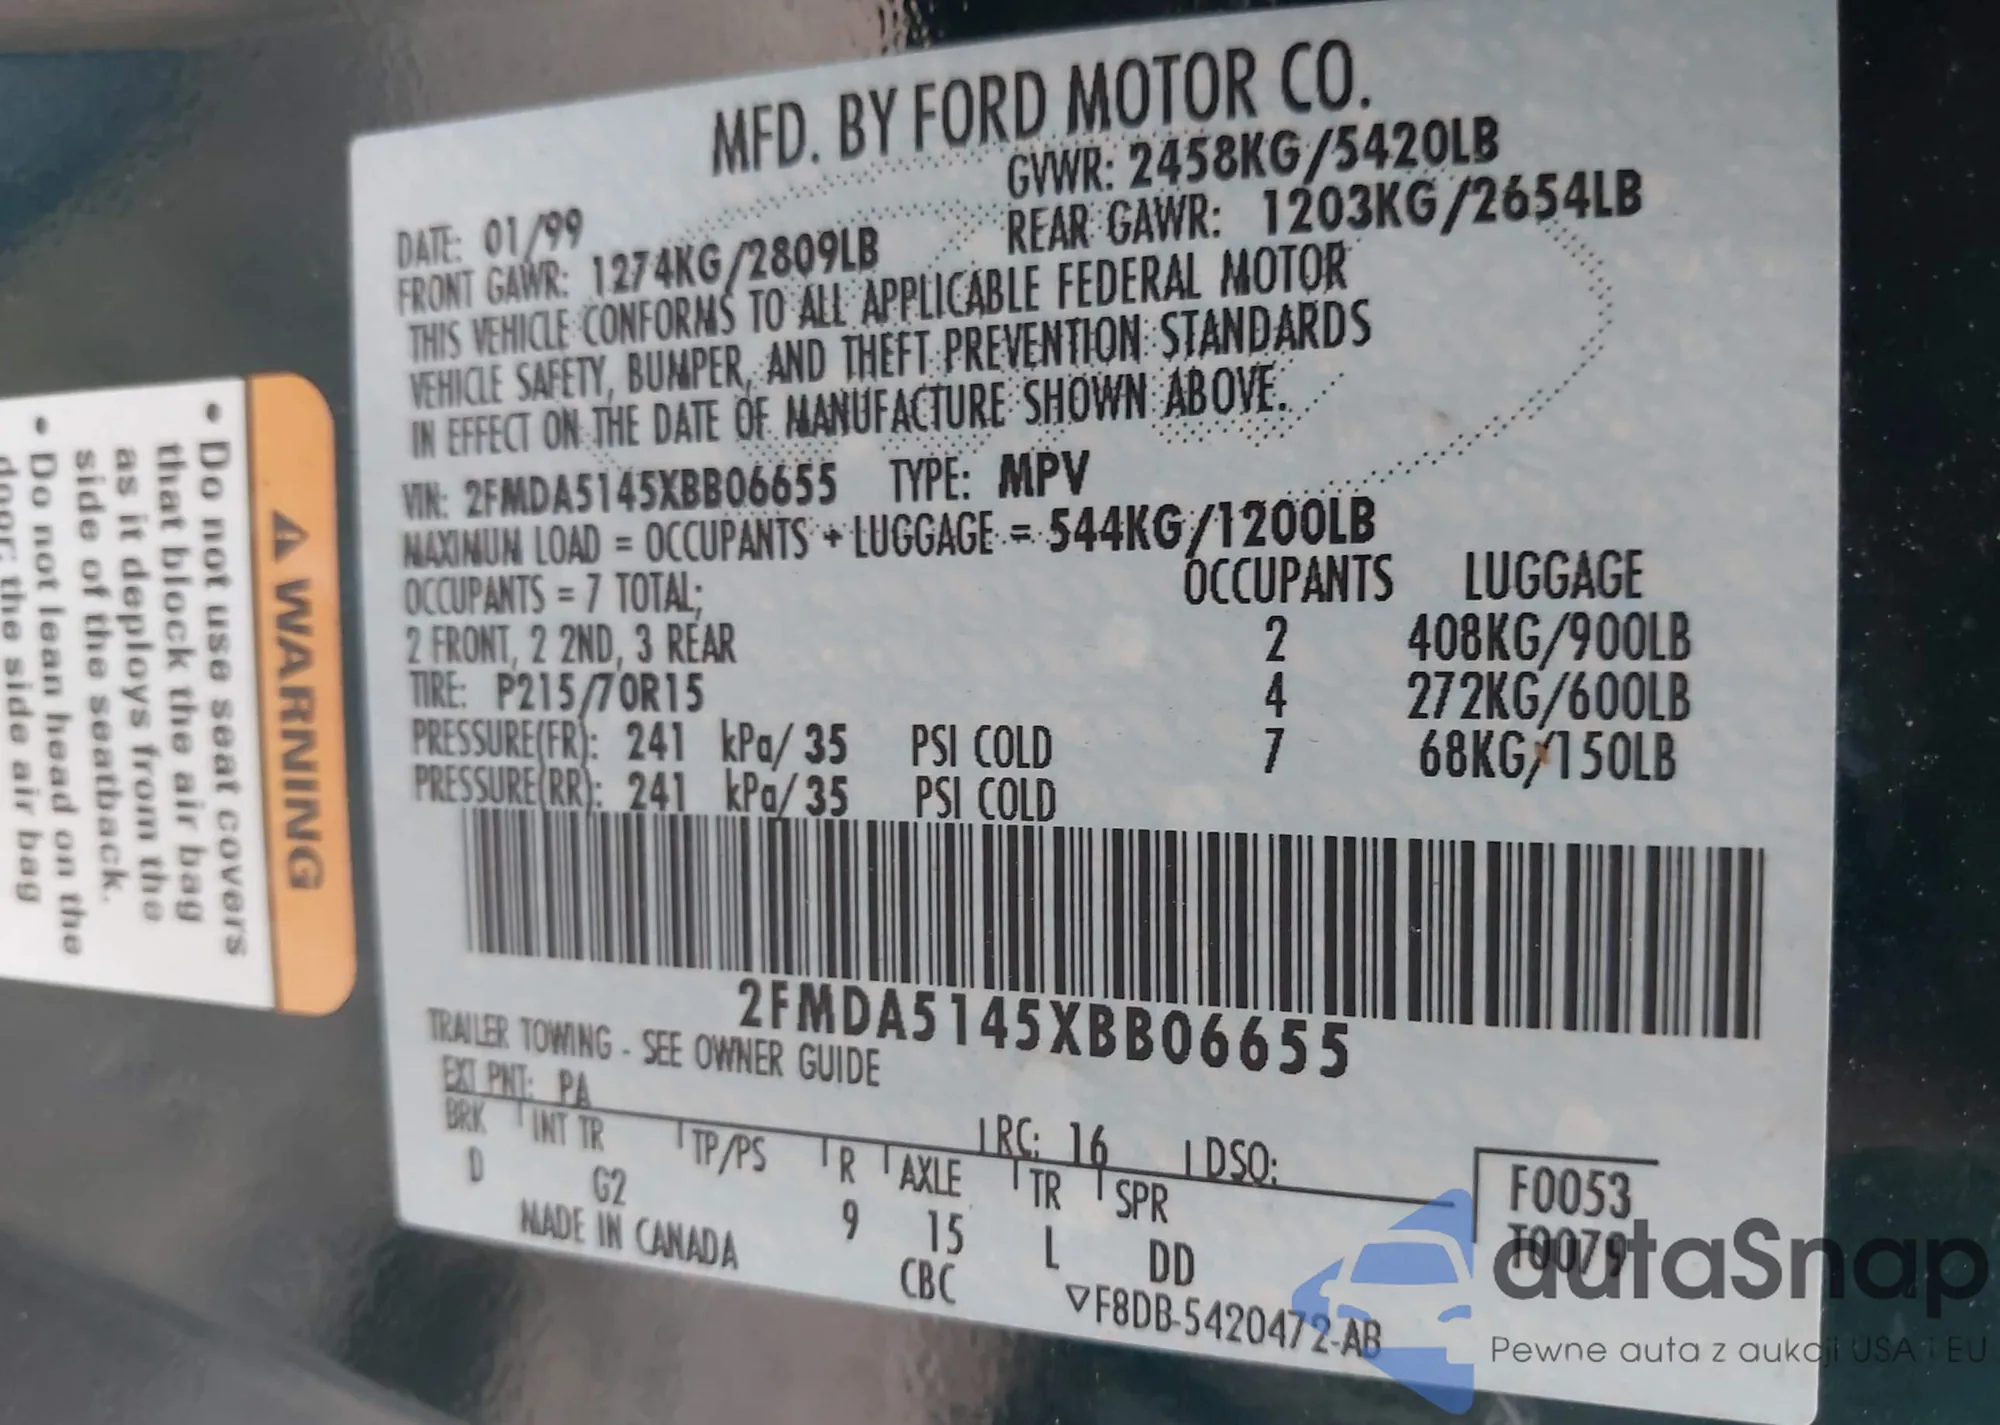 MFD. BY FORD MOTOR CO.
DATE: 01/99 GVWR: 2458KG/5420LB
FRONT GAWR: 1274KG/2809LB REAR GAWR: 1203KG/2654LB
THIS VEHICLE CONFORMS TO ALL APPLICABLE FEDERAL MOTOR
VEHICLE SAFETY, BUMPER, AND THEFT PREVENTION STANDARDS
IN EFFECT ON THE DATE OF MANUFACTURE SHOWN ABOVE.
VIN: 2FMDA5145XBB06655 TYPE: MPV
MAXIMUM LOAD = OCCUPANTS + LUGGAGE = 544KG/1200LB
OCCUPANTS = 7 TOTAL; OCCUPANTS LUGGAGE
2 FRONT, 2 2ND, 3 REAR 2 408KG/900LB
TIRE: P215/70R15 4 272KG/600LB
PRESSURE(FR): 241 kPa/ 35 PSI COLD 7 68KG/150LB
PRESSURE(RR): 241 kPa/ 35 PSI COLD
2FMDA5145XBB06655
TRAILER TOWING - SEE OWNER GUIDE
EXT PNT: PA RC: 16 DSO:
BRK INT TR TP/PS R AXLE TR SPR F0053
D G2 9 15 L DD T0079
MADE IN CANADA CBC
▽F8DB-5420472-AB
⚠ WARNING
• Do not use seat covers
that block the air bag
as it deploys from the
side of the seatback.
• Do not lean head on the
door: the side air bag
autaSnap
Pewne auta z aukcji USA i EU